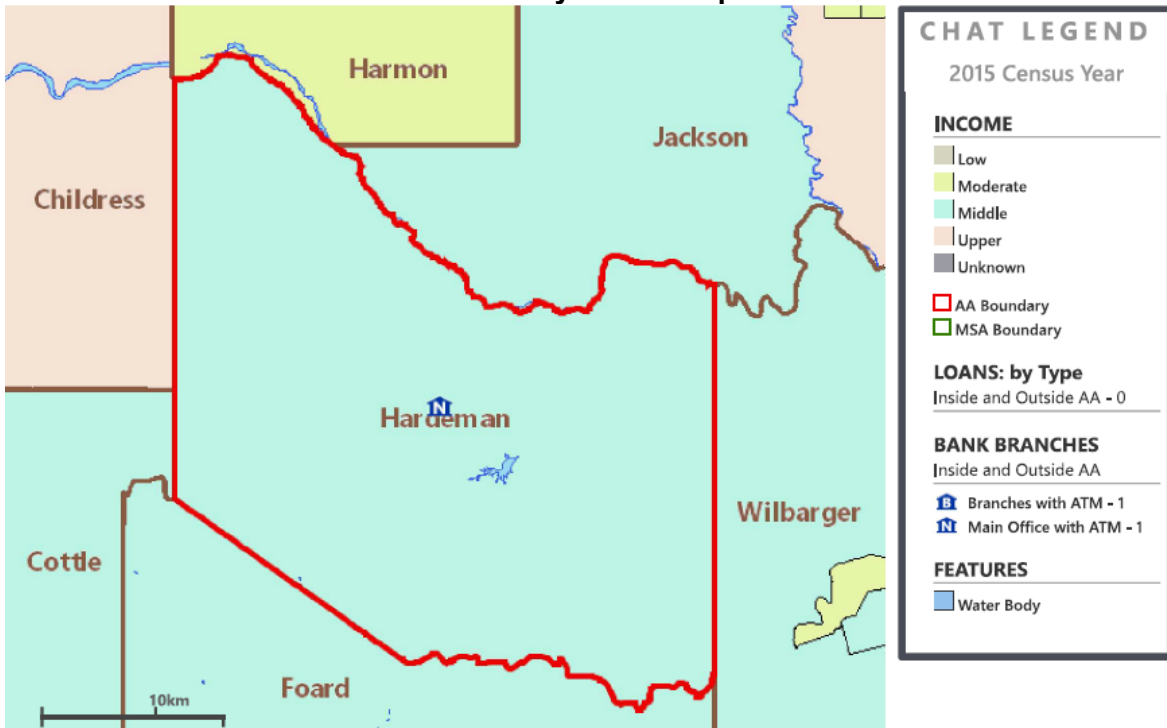 Harmon
Jackson
Childress
N
Hardeman
Wilbarger
Cottle
Foard
10km
CHAT LEGEND
2015 Census Year
INCOME
Low
Moderate
Middle
Upper
Unknown
AA Boundary
MSA Boundary
LOANS: by Type
Inside and Outside AA - 0
BANK BRANCHES
Inside and Outside AA
B Branches with ATM - 1
N Main Office with ATM - 1
FEATURES
Water Body